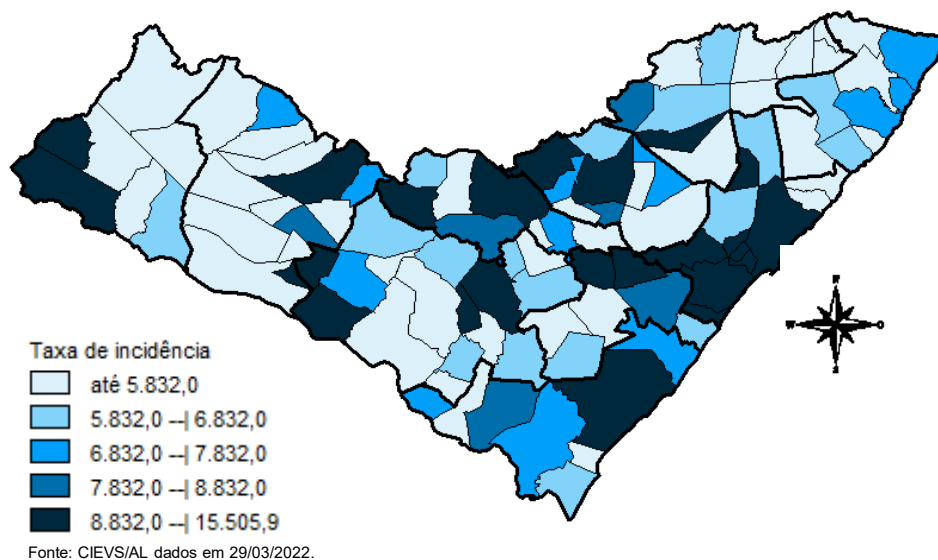 Taxa de incidência
até 5.832,0
5.832,0 --| 6.832,0
6.832,0 --| 7.832,0
7.832,0 --| 8.832,0
8.832,0 --| 15.505,9
Fonte: CIEVS/AL dados em 29/03/2022.